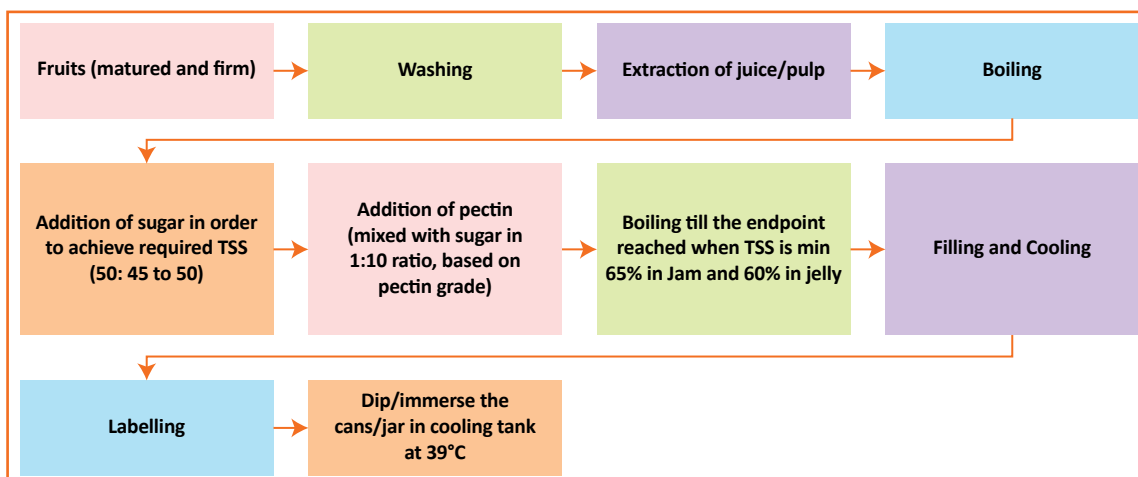 Fruits (matured and firm)
Washing
Extraction of juice/pulp
Boiling
Addition of sugar in order
to achieve required TSS
(50: 45 to 50)
Addition of pectin
(mixed with sugar in
1:10 ratio, based on
pectin grade)
Boiling till the endpoint
reached when TSS is min
65% in Jam and 60% in jelly
Filling and Cooling
Labelling
Dip/immerse the
cans/jar in cooling tank
at 39°C